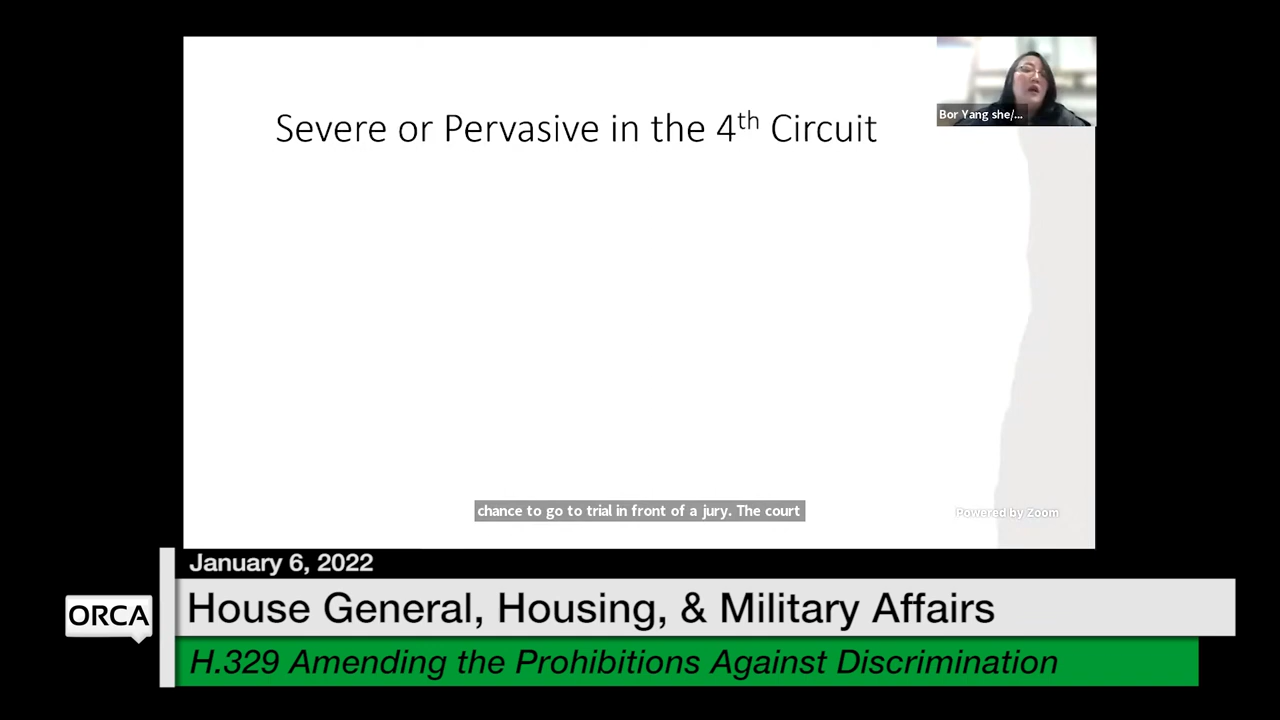 Severe or Pervasive in the 4th Circuit
Bor Yang she/...
chance to go to trial in front of a jury. The court
Powered by Zoom
January 6, 2022
House General, Housing, & Military Affairs
ORCA
H.329 Amending the Prohibitions Against Discrimination